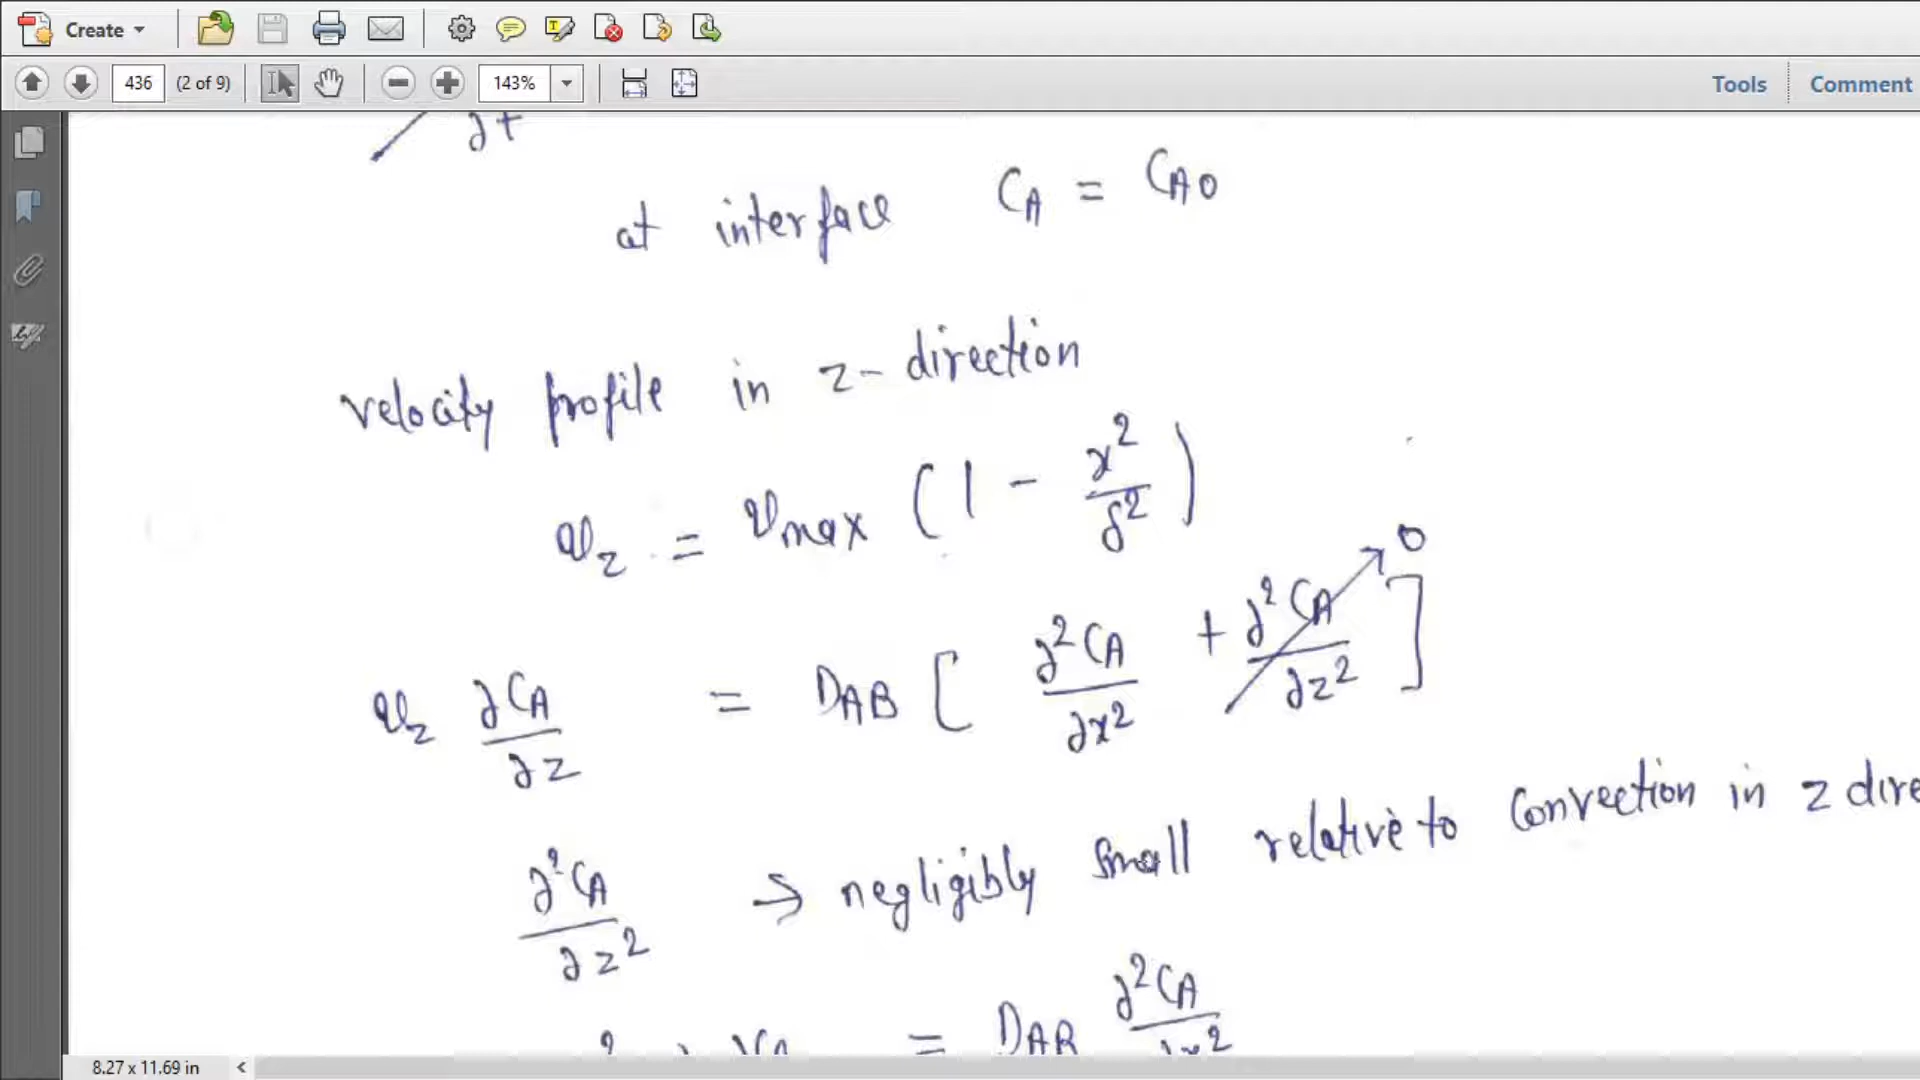 Create
436 (2 of 9) 143% Tools Comment
∂t
at interface C_A = C_A0
velocity profile in z-direction
v_z = v_max (1 - x²/δ²)
v_z ∂C_A/∂z = D_AB [ ∂²C_A/∂x² + ∂²C_A/∂z² ] 0
∂²C_A/∂z² → negligibly small relative to convection in z dire
= D_AB ∂²C_A/∂x²
8.27 x 11.69 in